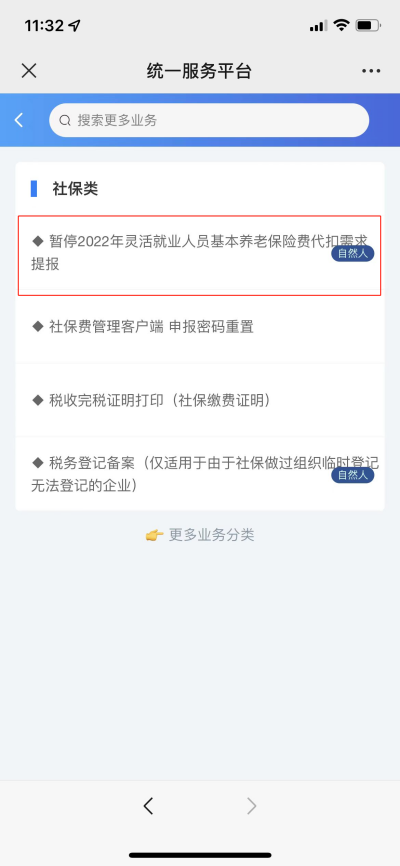 11:32
统一服务平台
搜索更多业务
社保类
◆ 暂停2022年灵活就业人员基本养老保险费代扣需求
提报
自然人
◆ 社保费管理客户端 申报密码重置
◆ 税收完税证明打印（社保缴费证明）
◆ 税务登记备案（仅适用于由于社保做过组织临时登记
无法登记的企业）
自然人
👉 更多业务分类